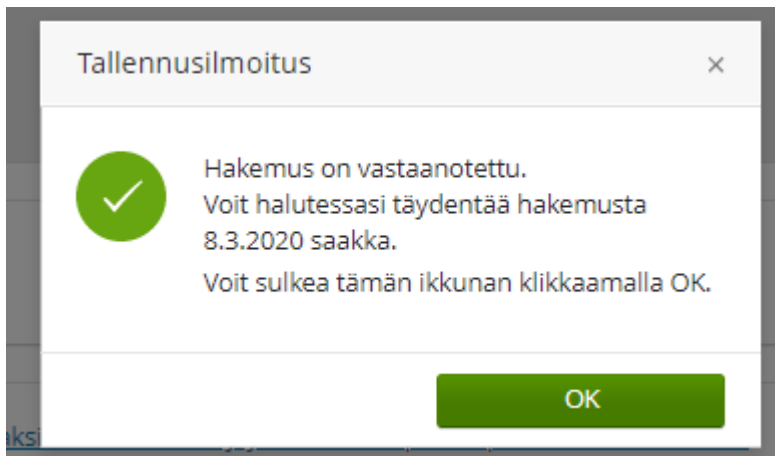 Tallennusilmoitus
Hakemus on vastaanotettu.
Voit halutessasi täydentää hakemusta
8.3.2020 saakka.
Voit sulkea tämän ikkunan klikkaamalla OK.
OK